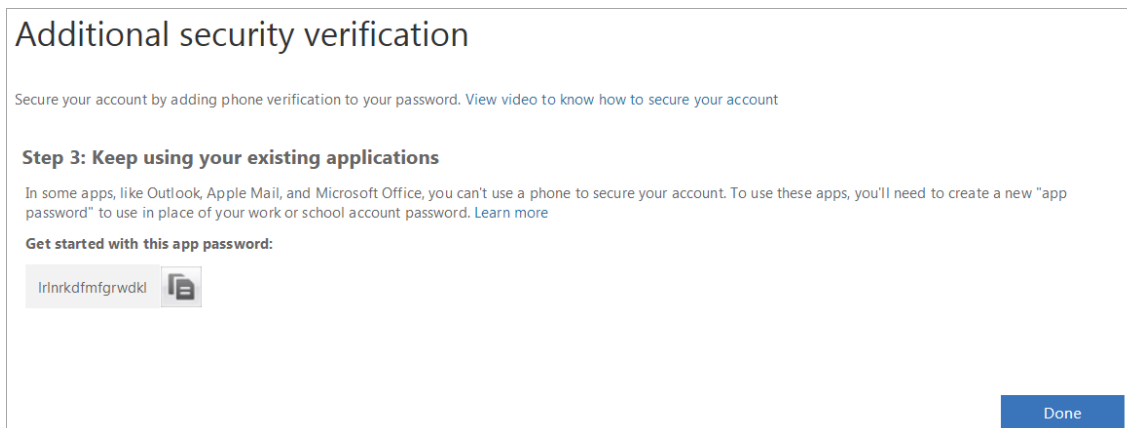 Additional security verification
Secure your account by adding phone verification to your password. View video to know how to secure your account
Step 3: Keep using your existing applications
In some apps, like Outlook, Apple Mail, and Microsoft Office, you can't use a phone to secure your account. To use these apps, you'll need to create a new "app
password" to use in place of your work or school account password. Learn more
Get started with this app password:
lrlnrkdfmfgrwdkl
Done